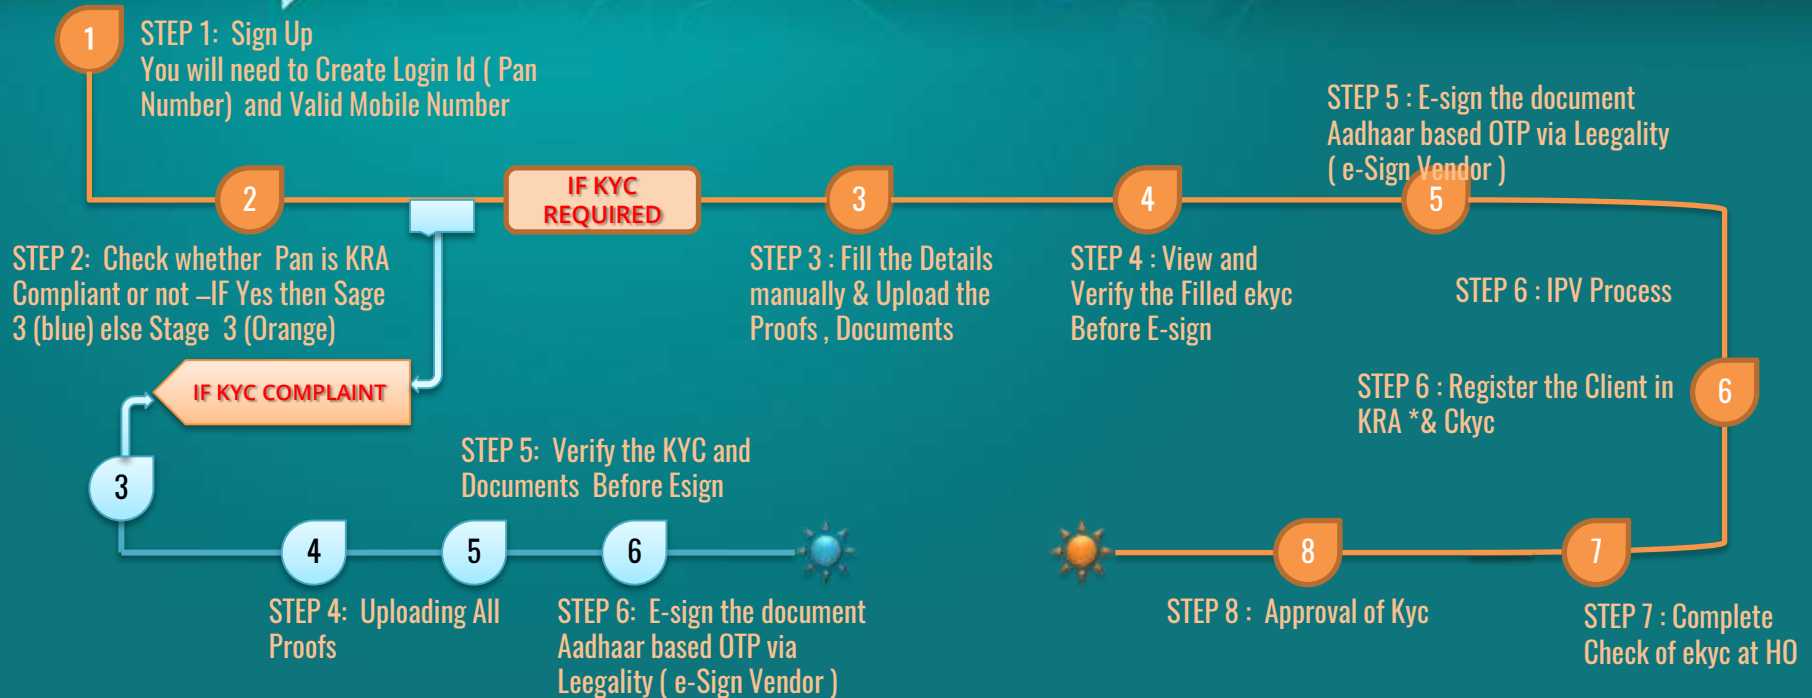 1
STEP 1: Sign Up
You will need to Create Login Id ( Pan
Number) and Valid Mobile Number
2
STEP 2: Check whether Pan is KRA
Compliant or not –IF Yes then Sage
3 (blue) else Stage 3 (Orange)
IF KYC
REQUIRED
3
STEP 3 : Fill the Details
manually & Upload the
Proofs , Documents
4
STEP 4 : View and
Verify the Filled ekyc
Before E-sign
STEP 5 : E-sign the document
Aadhaar based OTP via Leegality
( e-Sign Vendor )
5
STEP 6 : IPV Process
STEP 6 : Register the Client in
KRA *& Ckyc
6
7
STEP 7 : Complete
Check of ekyc at HO
8
STEP 8 : Approval of Kyc
IF KYC COMPLAINT
3
4
STEP 4: Uploading All
Proofs
STEP 5: Verify the KYC and
Documents Before Esign
5
6
STEP 6: E-sign the document
Aadhaar based OTP via
Leegality ( e-Sign Vendor )